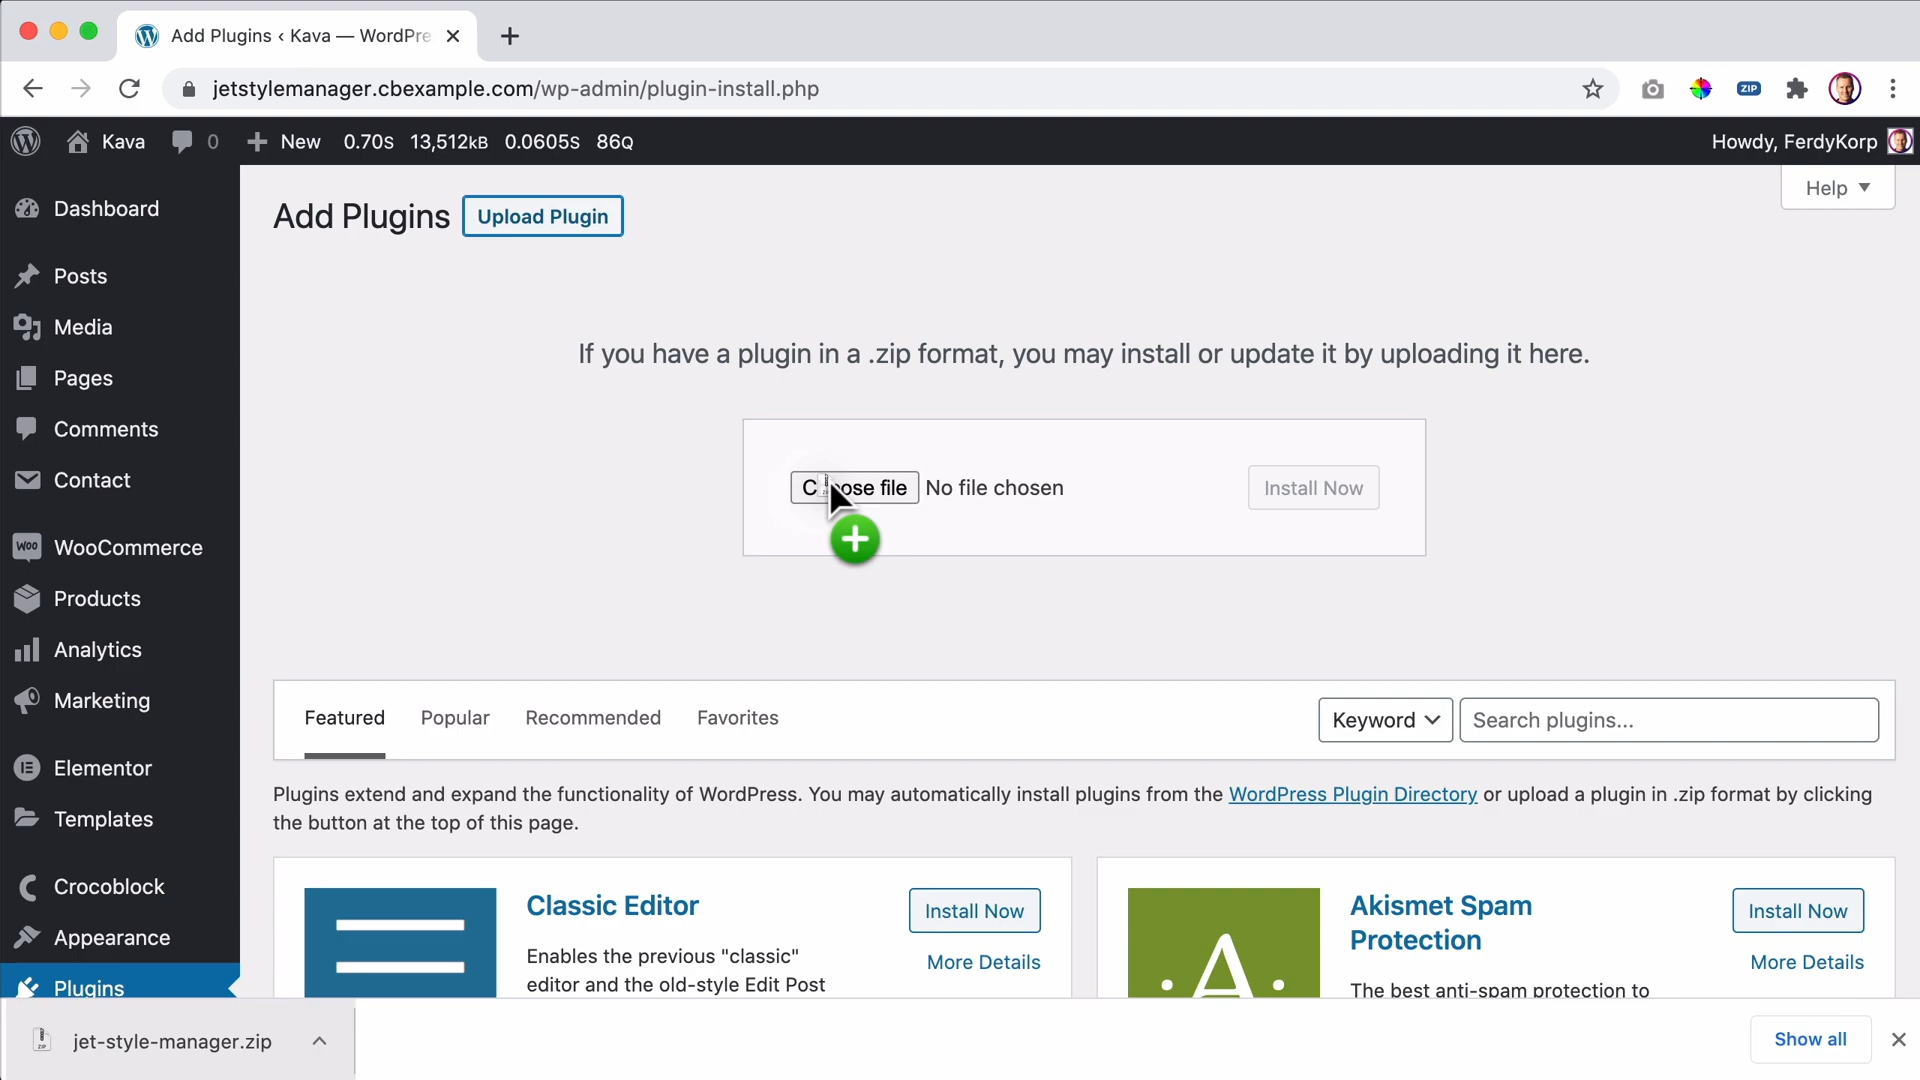 Add Plugins ‹ Kava — WordPre
jetstylemanager.cbexample.com/wp-admin/plugin-install.php
ZIP
Kava 0 New 0.70S 13,512KB 0.0605S 86Q
Howdy, FerdyKorp
Help
Dashboard
Posts
Media
Pages
Comments
Contact
WooCommerce
Products
Analytics
Marketing
Elementor
Templates
Crocoblock
Appearance
Plugins
Add Plugins
Upload Plugin
If you have a plugin in a .zip format, you may install or update it by uploading it here.
file No file chosen
Install Now
Featured Popular Recommended Favorites
Keyword
Search plugins...
Plugins extend and expand the functionality of WordPress. You may automatically install plugins from the WordPress Plugin Directory or upload a plugin in .zip format by clicking
the button at the top of this page.
Classic Editor
Install Now
More Details
Enables the previous "classic"
editor and the old-style Edit Post
A
Akismet Spam
Protection
Install Now
More Details
The best anti-spam protection to
jet-style-manager.zip
Show all